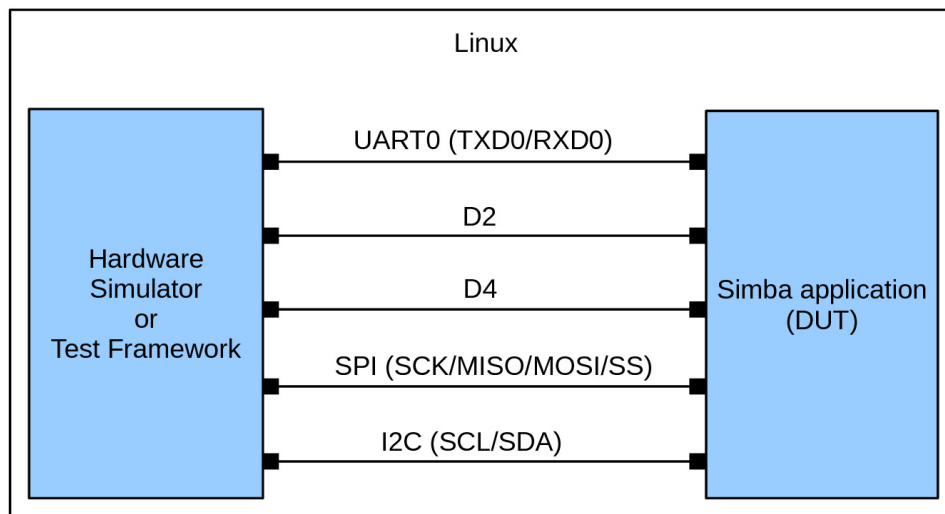 Linux
UART0 (TXD0/RXD0)
D2
D4
SPI (SCK/MISO/MOSI/SS)
I2C (SCL/SDA)
Hardware
Simulator
or
Test Framework
Simba application
(DUT)